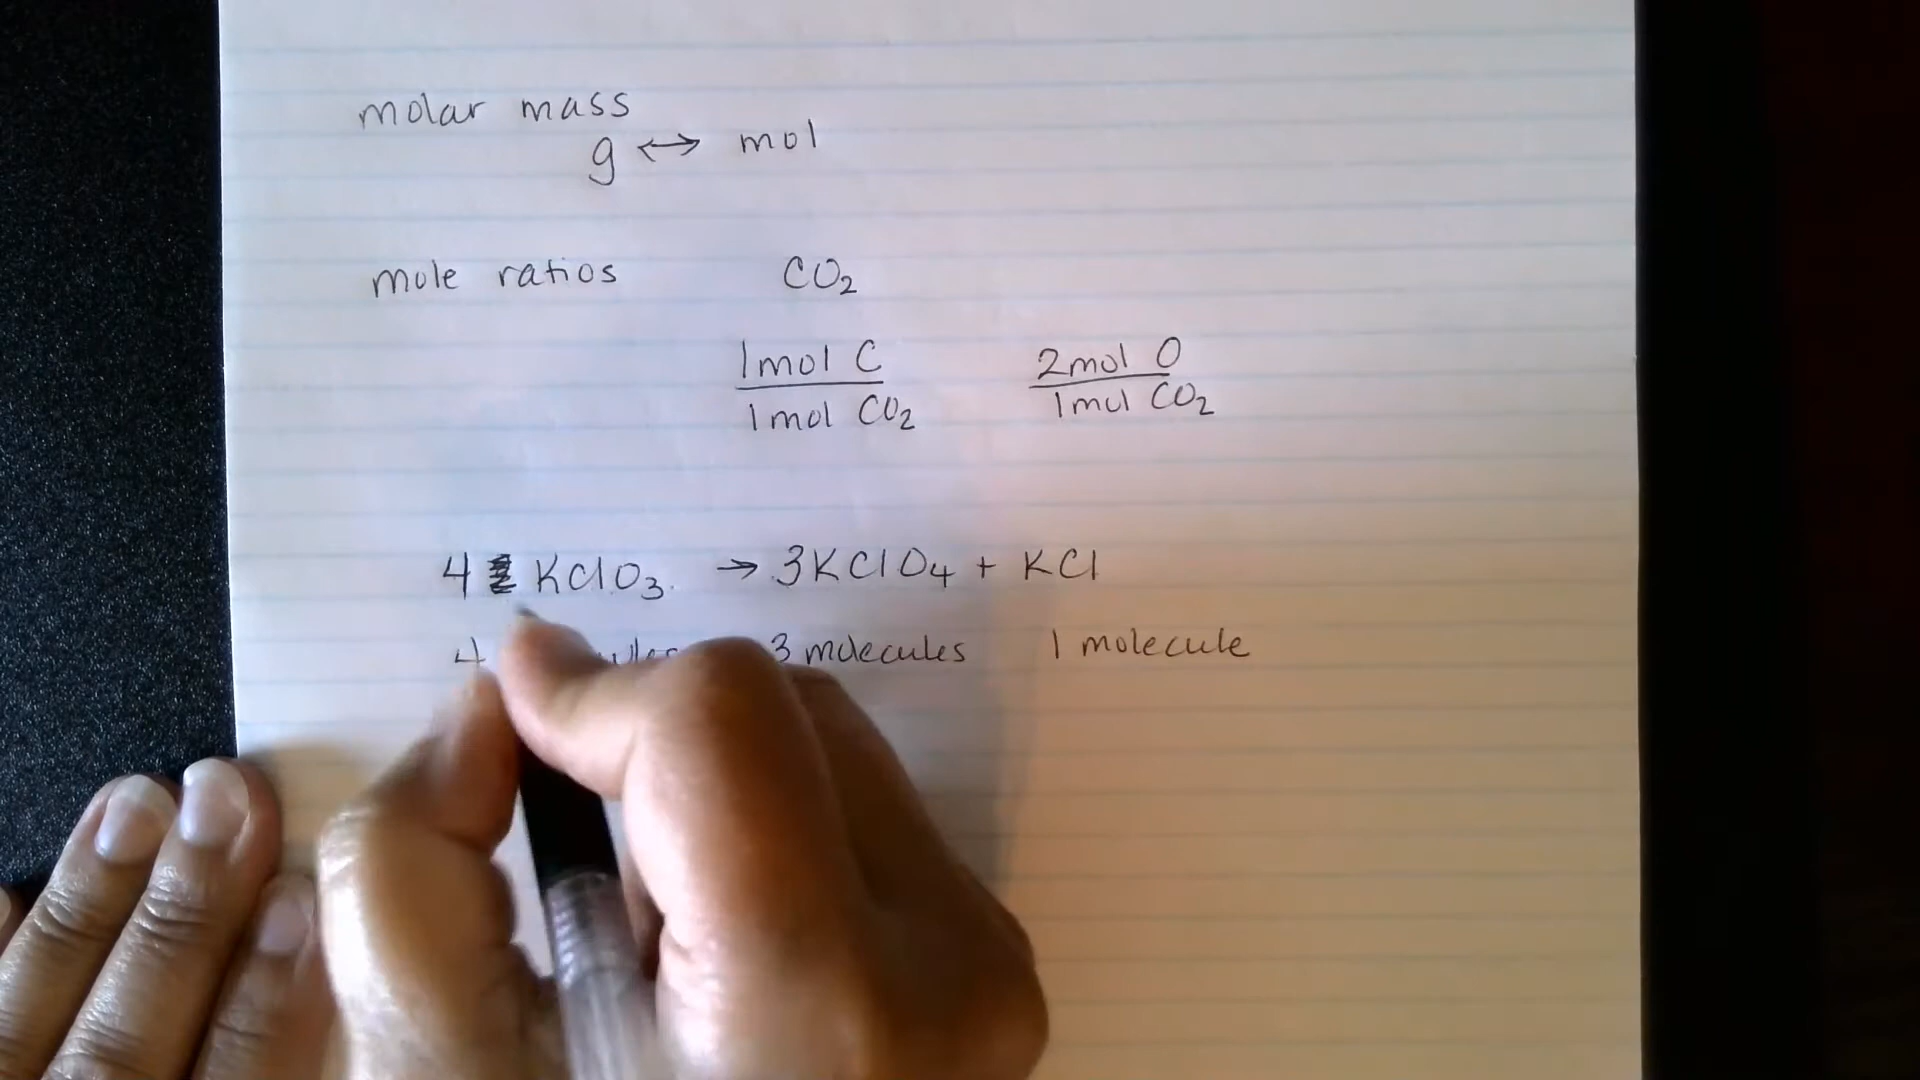 molar mass
g ↔ mol
mole ratios CO₂
1mol C 2mol O
1mol CO₂ 1mol CO₂
4 KClO₃ → 3KClO₄ + KCl
4 3 molecules 1 molecule